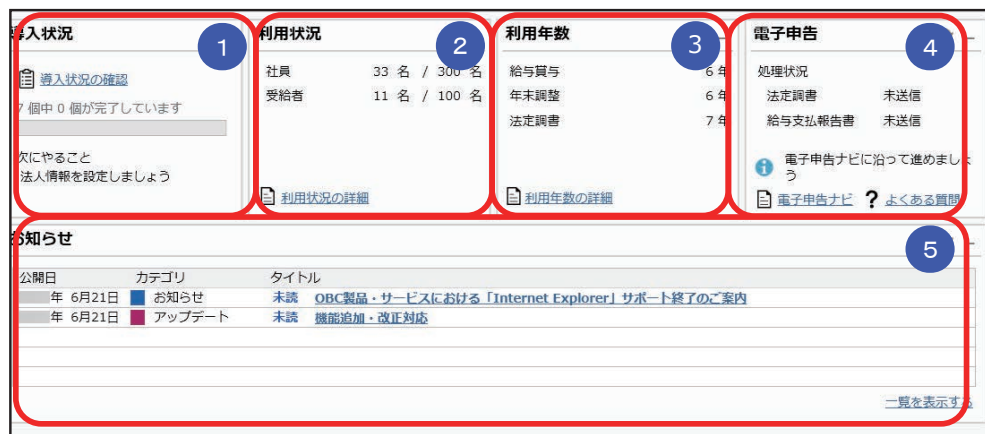 導入状況
1
導入状況の確認
7 個中 0 個が完了しています
次にやること
法人情報を設定しましょう
利用状況
2
社員 33 名 / 300 名
受給者 11 名 / 100 名
利用状況の詳細
利用年数
3
給与賞与 6 年
年末調整 6 年
法定調書 7 年
利用年数の詳細
電子申告
4
処理状況
法定調書 未送信
給与支払報告書 未送信
電子申告ナビに沿って進めましょ
う
電子申告ナビ ? よくある質問
お知らせ
5
公開日 カテゴリ タイトル
年 6月21日 お知らせ 未読 OBC製品・サービスにおける「Internet Explorer」サポート終了のご案内
年 6月21日 アップデート 未読 機能追加・改正対応
一覧を表示する